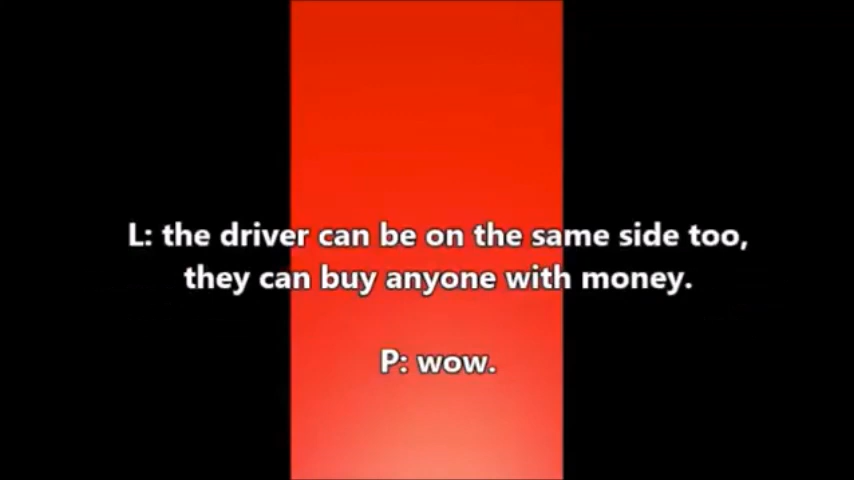 L: the driver can be on the same side too,
they can buy anyone with money.
P: wow.